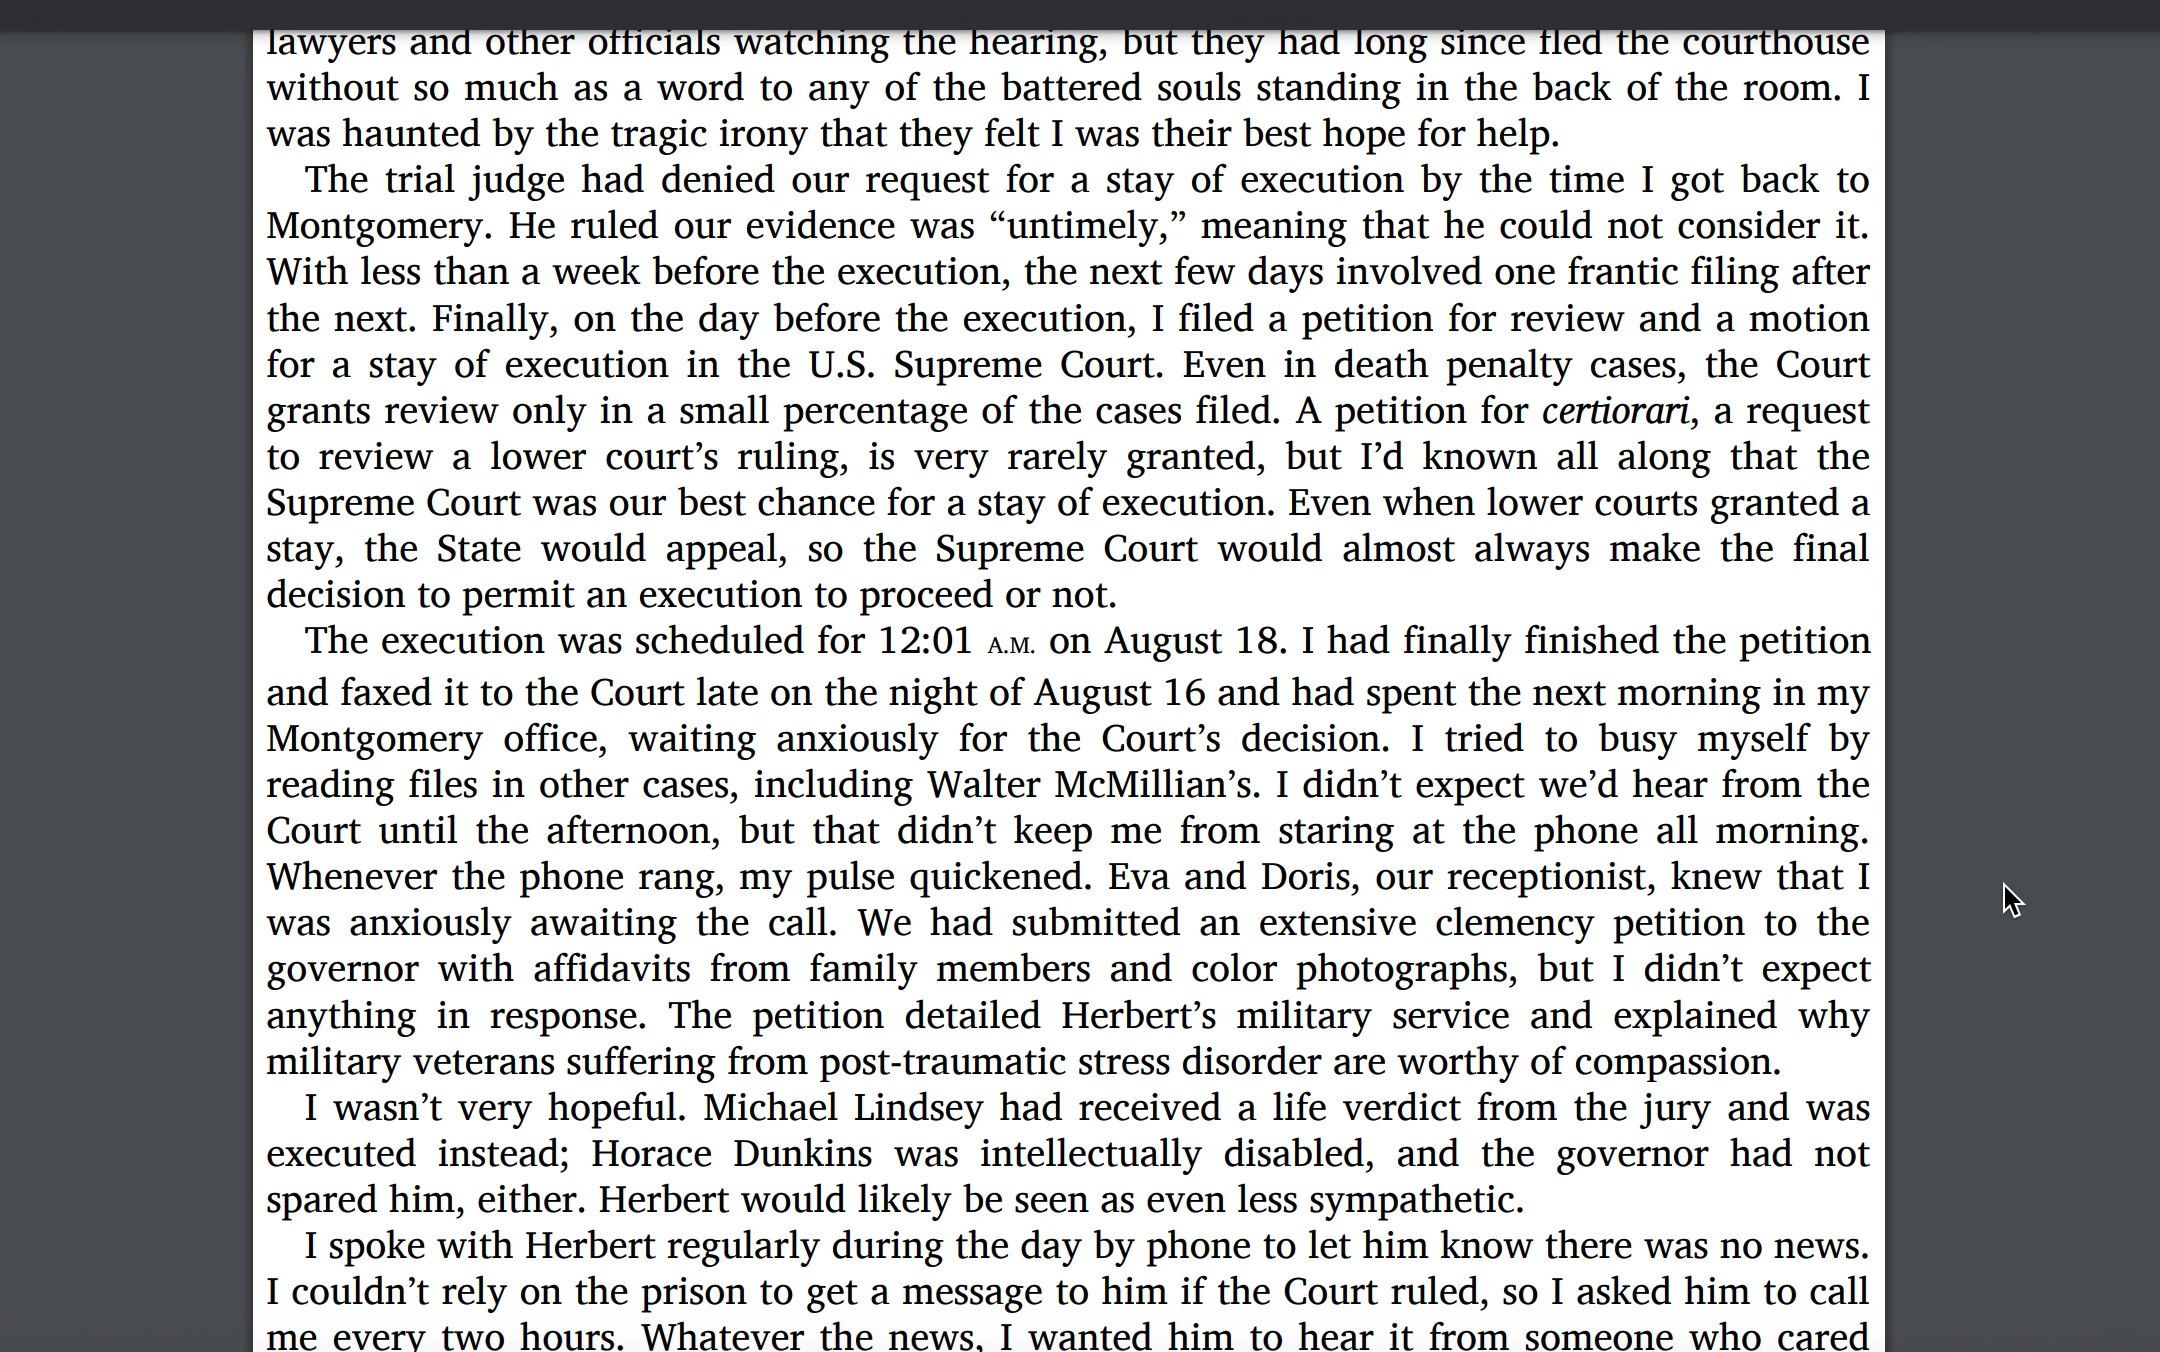 lawyers and other officials watching the hearing, but they had long since fled the courthouse
without so much as a word to any of the battered souls standing in the back of the room. I
was haunted by the tragic irony that they felt I was their best hope for help.
The trial judge had denied our request for a stay of execution by the time I got back to
Montgomery. He ruled our evidence was “untimely,” meaning that he could not consider it.
With less than a week before the execution, the next few days involved one frantic filing after
the next. Finally, on the day before the execution, I filed a petition for review and a motion
for a stay of execution in the U.S. Supreme Court. Even in death penalty cases, the Court
grants review only in a small percentage of the cases filed. A petition for certiorari, a request
to review a lower court’s ruling, is very rarely granted, but I’d known all along that the
Supreme Court was our best chance for a stay of execution. Even when lower courts granted a
stay, the State would appeal, so the Supreme Court would almost always make the final
decision to permit an execution to proceed or not.
The execution was scheduled for 12:01 A.M. on August 18. I had finally finished the petition
and faxed it to the Court late on the night of August 16 and had spent the next morning in my
Montgomery office, waiting anxiously for the Court’s decision. I tried to busy myself by
reading files in other cases, including Walter McMillian’s. I didn’t expect we’d hear from the
Court until the afternoon, but that didn’t keep me from staring at the phone all morning.
Whenever the phone rang, my pulse quickened. Eva and Doris, our receptionist, knew that I
was anxiously awaiting the call. We had submitted an extensive clemency petition to the
governor with affidavits from family members and color photographs, but I didn’t expect
anything in response. The petition detailed Herbert’s military service and explained why
military veterans suffering from post-traumatic stress disorder are worthy of compassion.
I wasn’t very hopeful. Michael Lindsey had received a life verdict from the jury and was
executed instead; Horace Dunkins was intellectually disabled, and the governor had not
spared him, either. Herbert would likely be seen as even less sympathetic.
I spoke with Herbert regularly during the day by phone to let him know there was no news.
I couldn’t rely on the prison to get a message to him if the Court ruled, so I asked him to call
me every two hours. Whatever the news, I wanted him to hear it from someone who cared